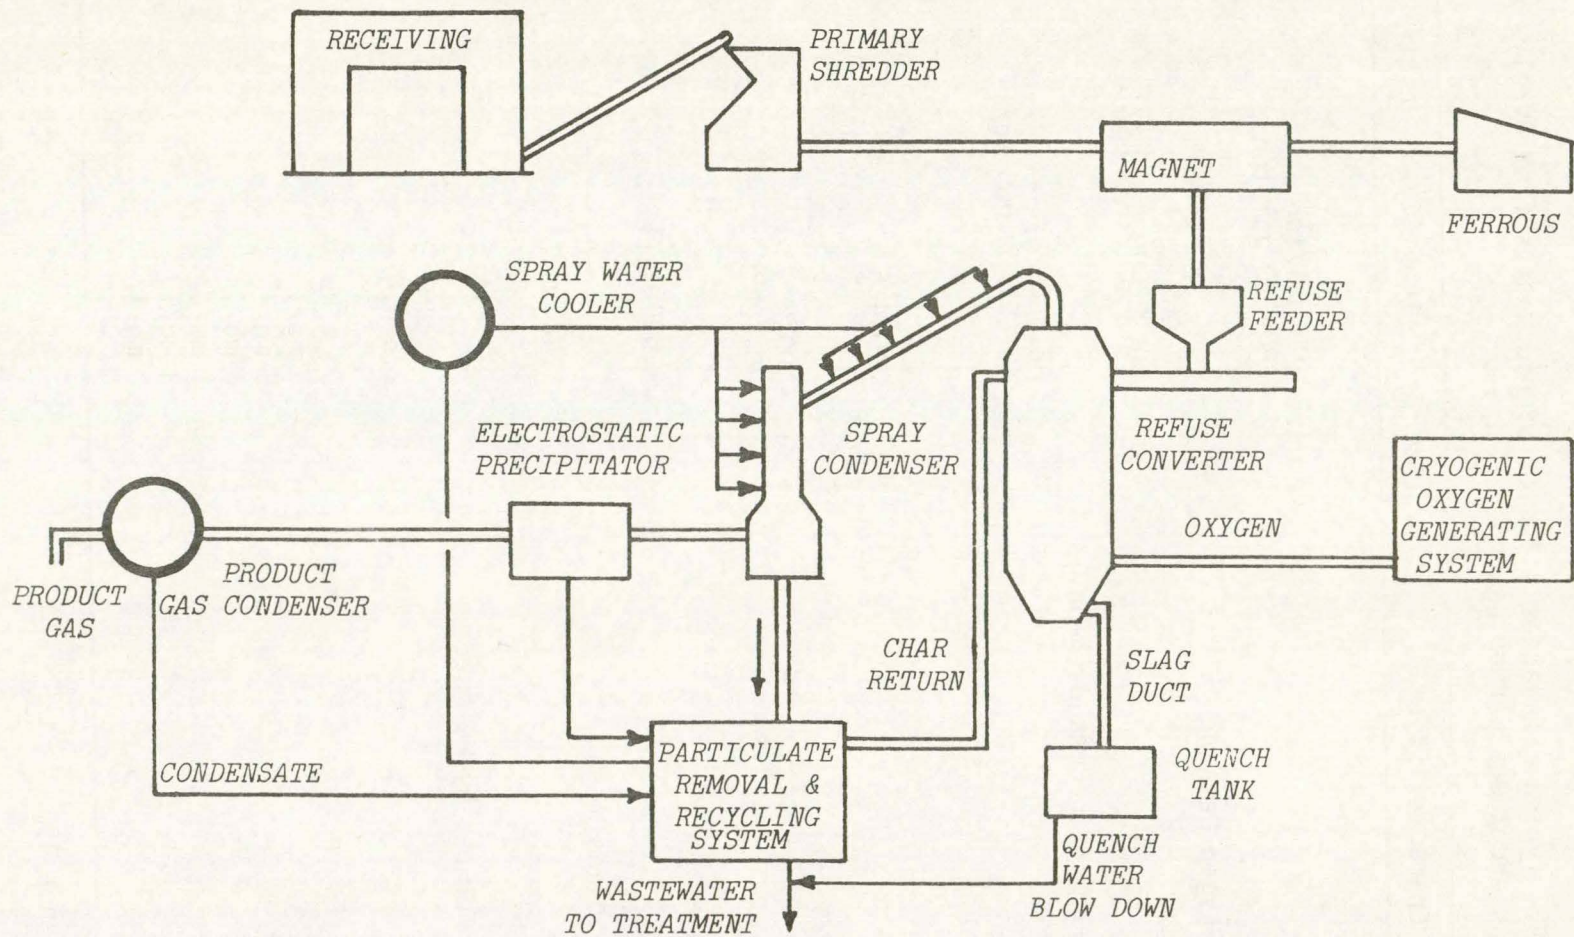 RECEIVING
PRIMARY
SHREDDER
MAGNET
FERROUS
SPRAY WATER
COOLER
REFUSE
FEEDER
ELECTROSTATIC
PRECIPITATOR
SPRAY
CONDENSER
REFUSE
CONVERTER
CRYOGENIC
OXYGEN
GENERATING
SYSTEM
OXYGEN
PRODUCT
GAS
PRODUCT
GAS CONDENSER
CHAR
RETURN
SLAG
DUCT
CONDENSATE
PARTICULATE
REMOVAL &
RECYCLING
SYSTEM
QUENCH
TANK
QUENCH
WATER
BLOW DOWN
WASTEWATER
TO TREATMENT